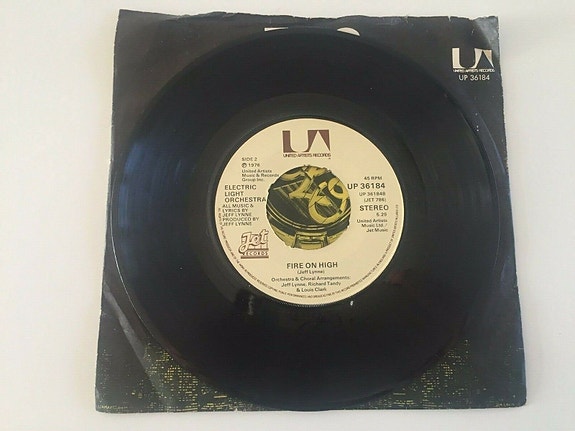 UNITED ARTISTS RECORDS
UP 36184
UNITED ARTISTS RECORDS
SIDE 2
℗ 1976
United Artists
Music & Records
Group Inc.
ELECTRIC
LIGHT
ORCHESTRA
ALL MUSIC &
LYRICS BY
JEFF LYNNE
PRODUCED BY
JEFF LYNNE
Jet
RECORDS
45 RPM
UP 36184
UP 36184B
(JET 786)
STEREO
5.29
United Artists
Music Ltd./
Jet Music
FIRE ON HIGH
(Jeff Lynne)
Orchestra & Choral Arrangements:
Jeff Lynne, Richard Tandy
& Louis Clark